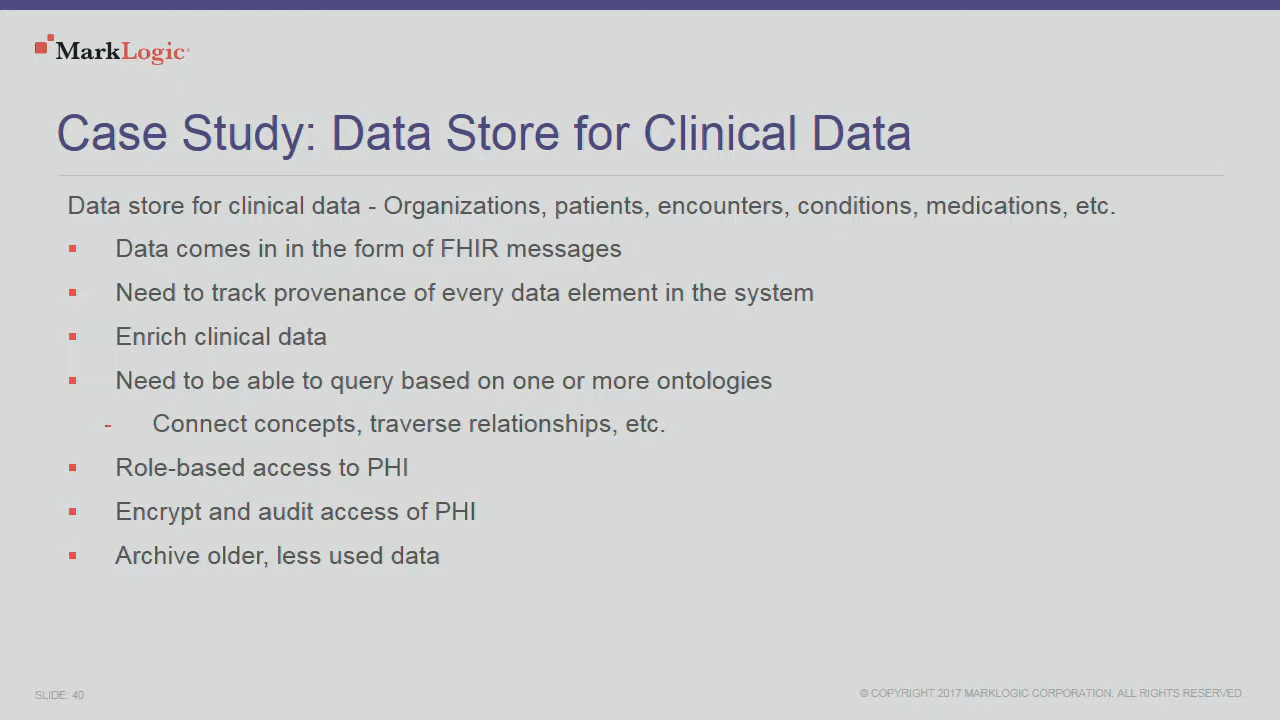 MarkLogic
Case Study: Data Store for Clinical Data
Data store for clinical data - Organizations, patients, encounters, conditions, medications, etc.
Data comes in in the form of FHIR messages
Need to track provenance of every data element in the system
Enrich clinical data
Need to be able to query based on one or more ontologies
- Connect concepts, traverse relationships, etc.
Role-based access to PHI
Encrypt and audit access of PHI
Archive older, less used data
SLIDE: 40
© COPYRIGHT 2017 MARKLOGIC CORPORATION. ALL RIGHTS RESERVED